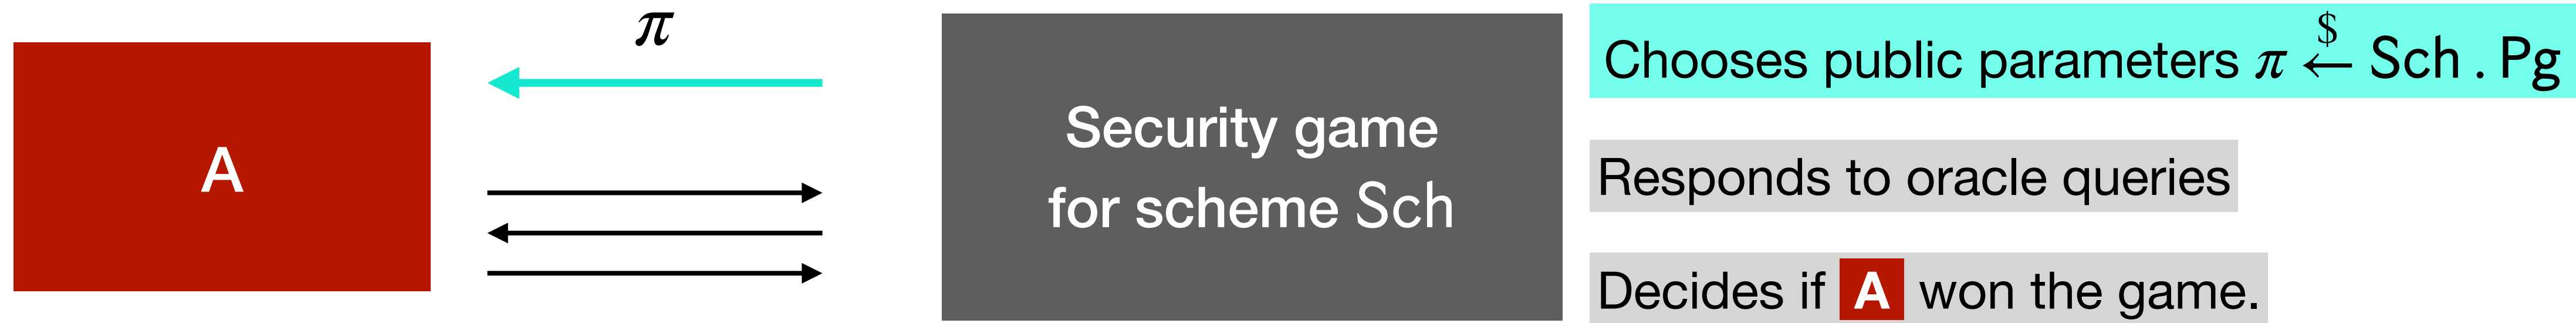 A
π
Security game
for scheme Sch
Chooses public parameters π $← Sch . Pg
Responds to oracle queries
Decides if A won the game.